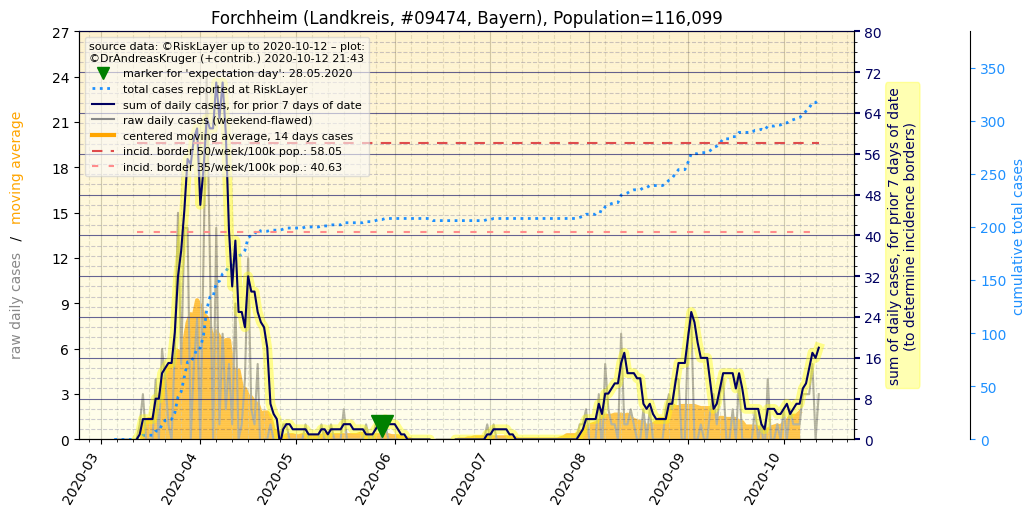 Forchheim (Landkreis, #09474, Bayern), Population=116,099
source data: ©RiskLayer up to 2020-10-12 – plot:
©DrAndreasKruger (+contrib.) 2020-10-12 21:43
marker for 'expectation day': 28.05.2020
total cases reported at RiskLayer
sum of daily cases, for prior 7 days of date
raw daily cases (weekend-flawed)
centered moving average, 14 days cases
incid. border 50/week/100k pop.: 58.05
incid. border 35/week/100k pop.: 40.63
raw daily cases / moving average
27
24
21
18
15
12
9
6
3
0
2020-03
2020-04
2020-05
2020-06
2020-07
2020-08
2020-09
2020-10
80
72
64
56
48
40
32
24
16
8
0
sum of daily cases, for prior 7 days of date
(to determine incidence borders)
350
300
250
200
150
100
50
0
cumulative total cases